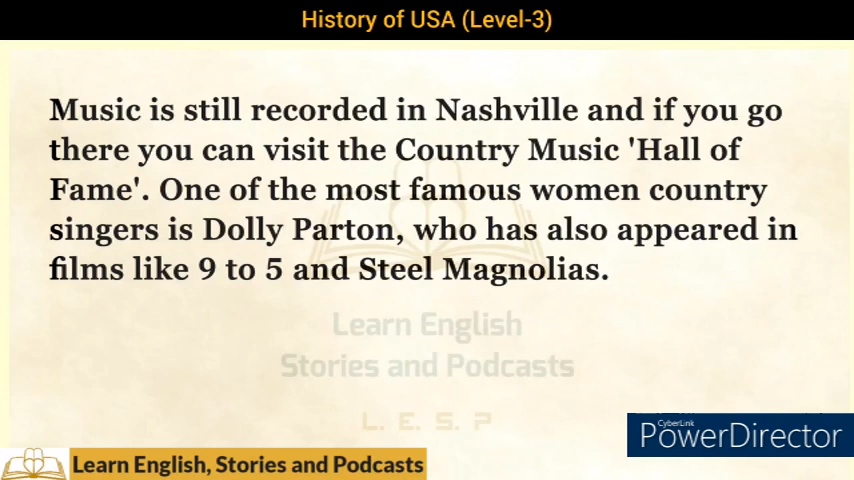 History of USA (Level-3)
Music is still recorded in Nashville and if you go
there you can visit the Country Music 'Hall of
Fame'. One of the most famous women country
singers is Dolly Parton, who has also appeared in
films like 9 to 5 and Steel Magnolias.
Learn English
Stories and Podcasts
L. E. S. P
CyberLink
PowerDirector
Learn English, Stories and Podcasts